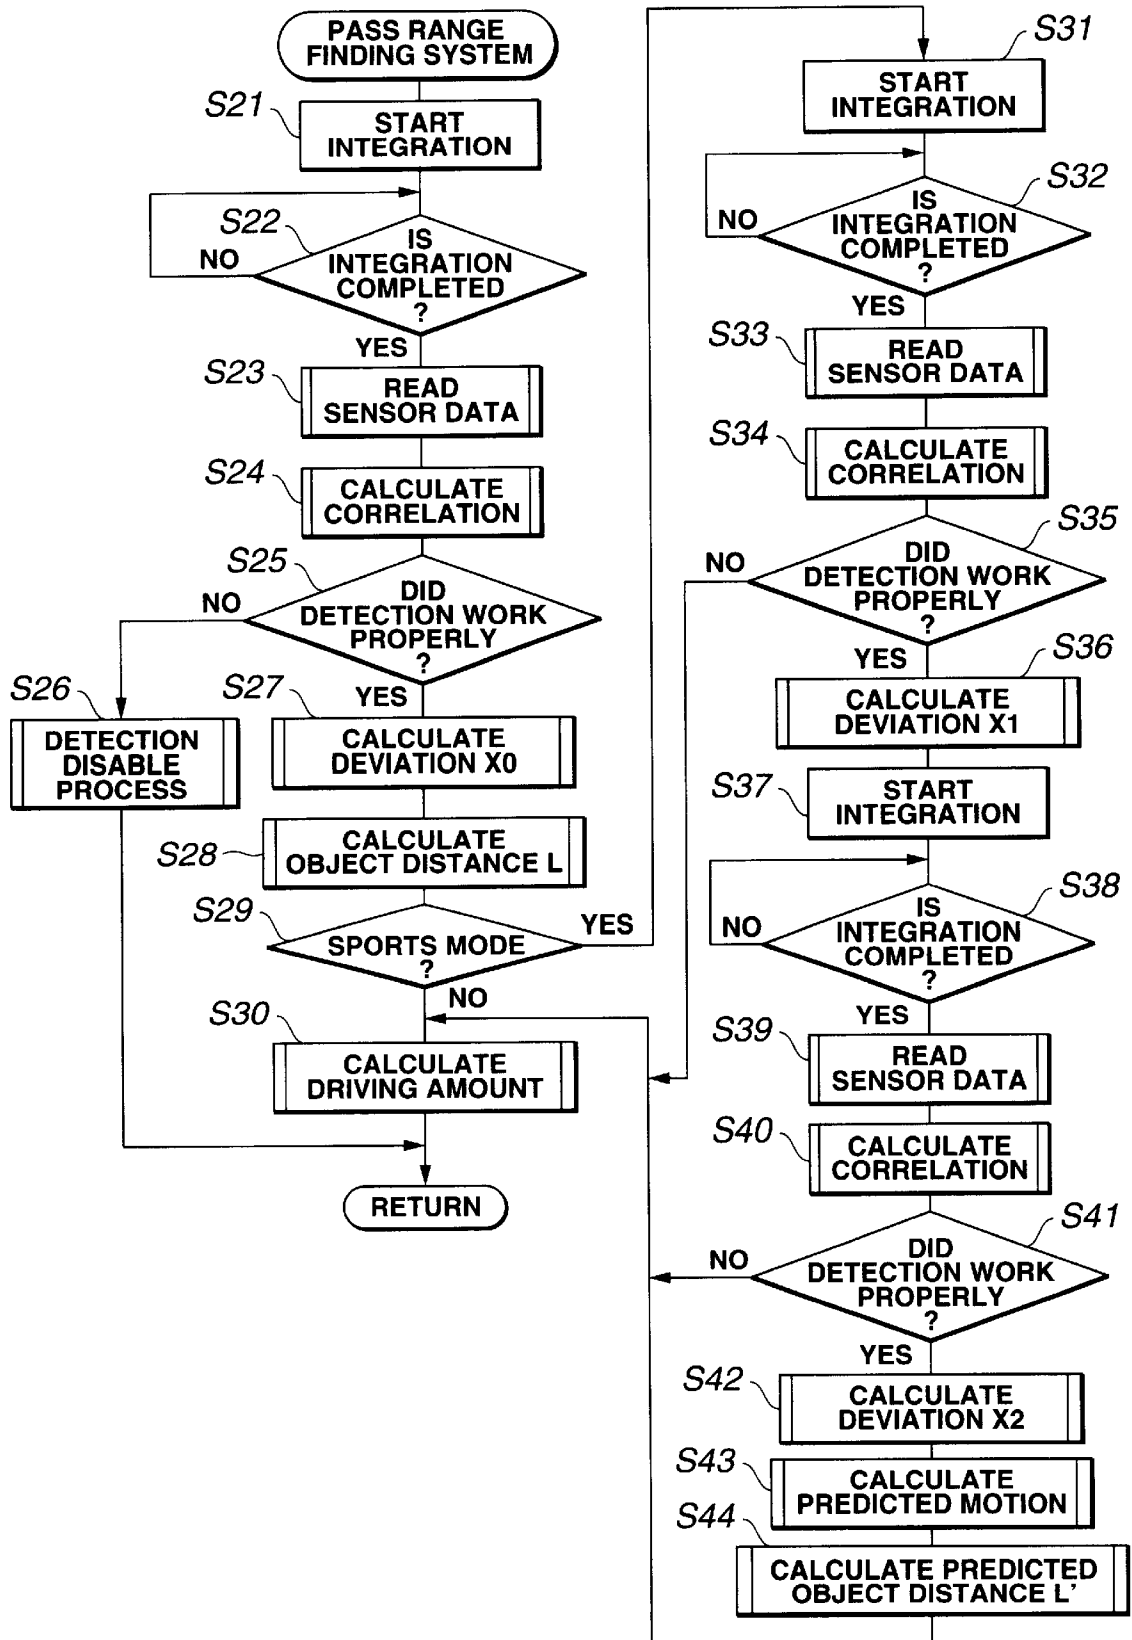 PASS RANGE
FINDING SYSTEM
S21
START
INTEGRATION
S22
IS
INTEGRATION
COMPLETED
?
NO
YES
S23
READ
SENSOR DATA
S24
CALCULATE
CORRELATION
S25
DID
DETECTION WORK
PROPERLY
?
NO
YES
S26
DETECTION
DISABLE
PROCESS
S27
CALCULATE
DEVIATION X0
S28
CALCULATE
OBJECT DISTANCE L
S29
SPORTS MODE
?
YES
NO
S30
CALCULATE
DRIVING AMOUNT
RETURN
S31
START
INTEGRATION
S32
IS
INTEGRATION
COMPLETED
?
NO
YES
S33
READ
SENSOR DATA
S34
CALCULATE
CORRELATION
S35
DID
DETECTION WORK
PROPERLY
?
NO
YES
S36
CALCULATE
DEVIATION X1
S37
START
INTEGRATION
S38
IS
INTEGRATION
COMPLETED
?
NO
YES
S39
READ
SENSOR DATA
S40
CALCULATE
CORRELATION
S41
DID
DETECTION WORK
PROPERLY
?
NO
YES
S42
CALCULATE
DEVIATION X2
S43
CALCULATE
PREDICTED MOTION
S44
CALCULATE PREDICTED
OBJECT DISTANCE L'